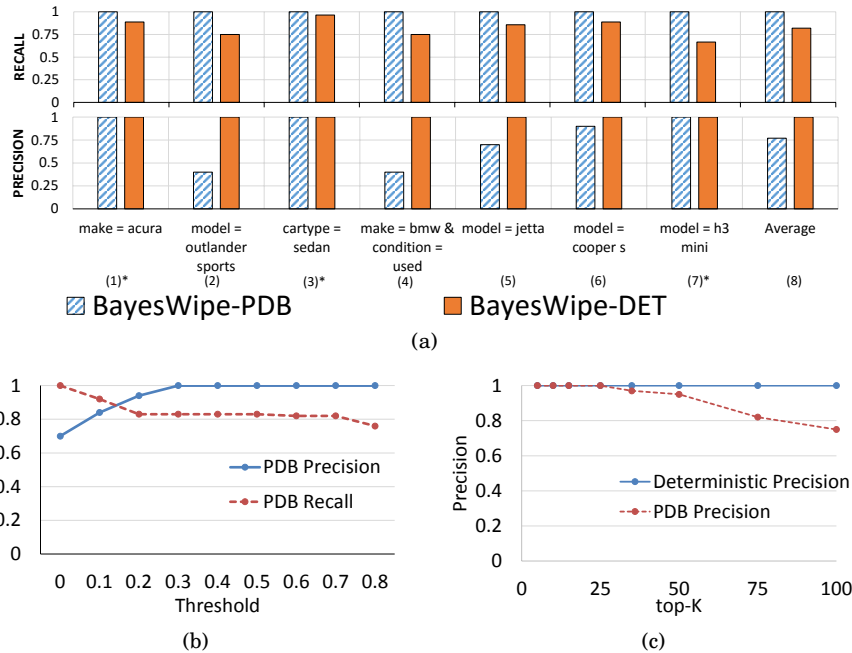 RECALL
1
0.75
0.5
0.25
0
PRECISION
1
0.75
0.5
0.25
0
make = acura
model = outlander sports
cartype = sedan
make = bmw & condition = used
model = jetta
model = cooper s
model = h3 mini
Average
(1)* (2) (3)* (4) (5) (6) (7)* (8)
BayesWipe-PDB BayesWipe-DET
(a)
1
0.8
0.6
0.4
0.2
0
PDB Precision
PDB Recall
0 0.1 0.2 0.3 0.4 0.5 0.6 0.7 0.8
Threshold
(b)
Precision
1
0.8
0.6
0.4
0.2
0
Deterministic Precision
PDB Precision
0 25 50 75 100
top-K
(c)